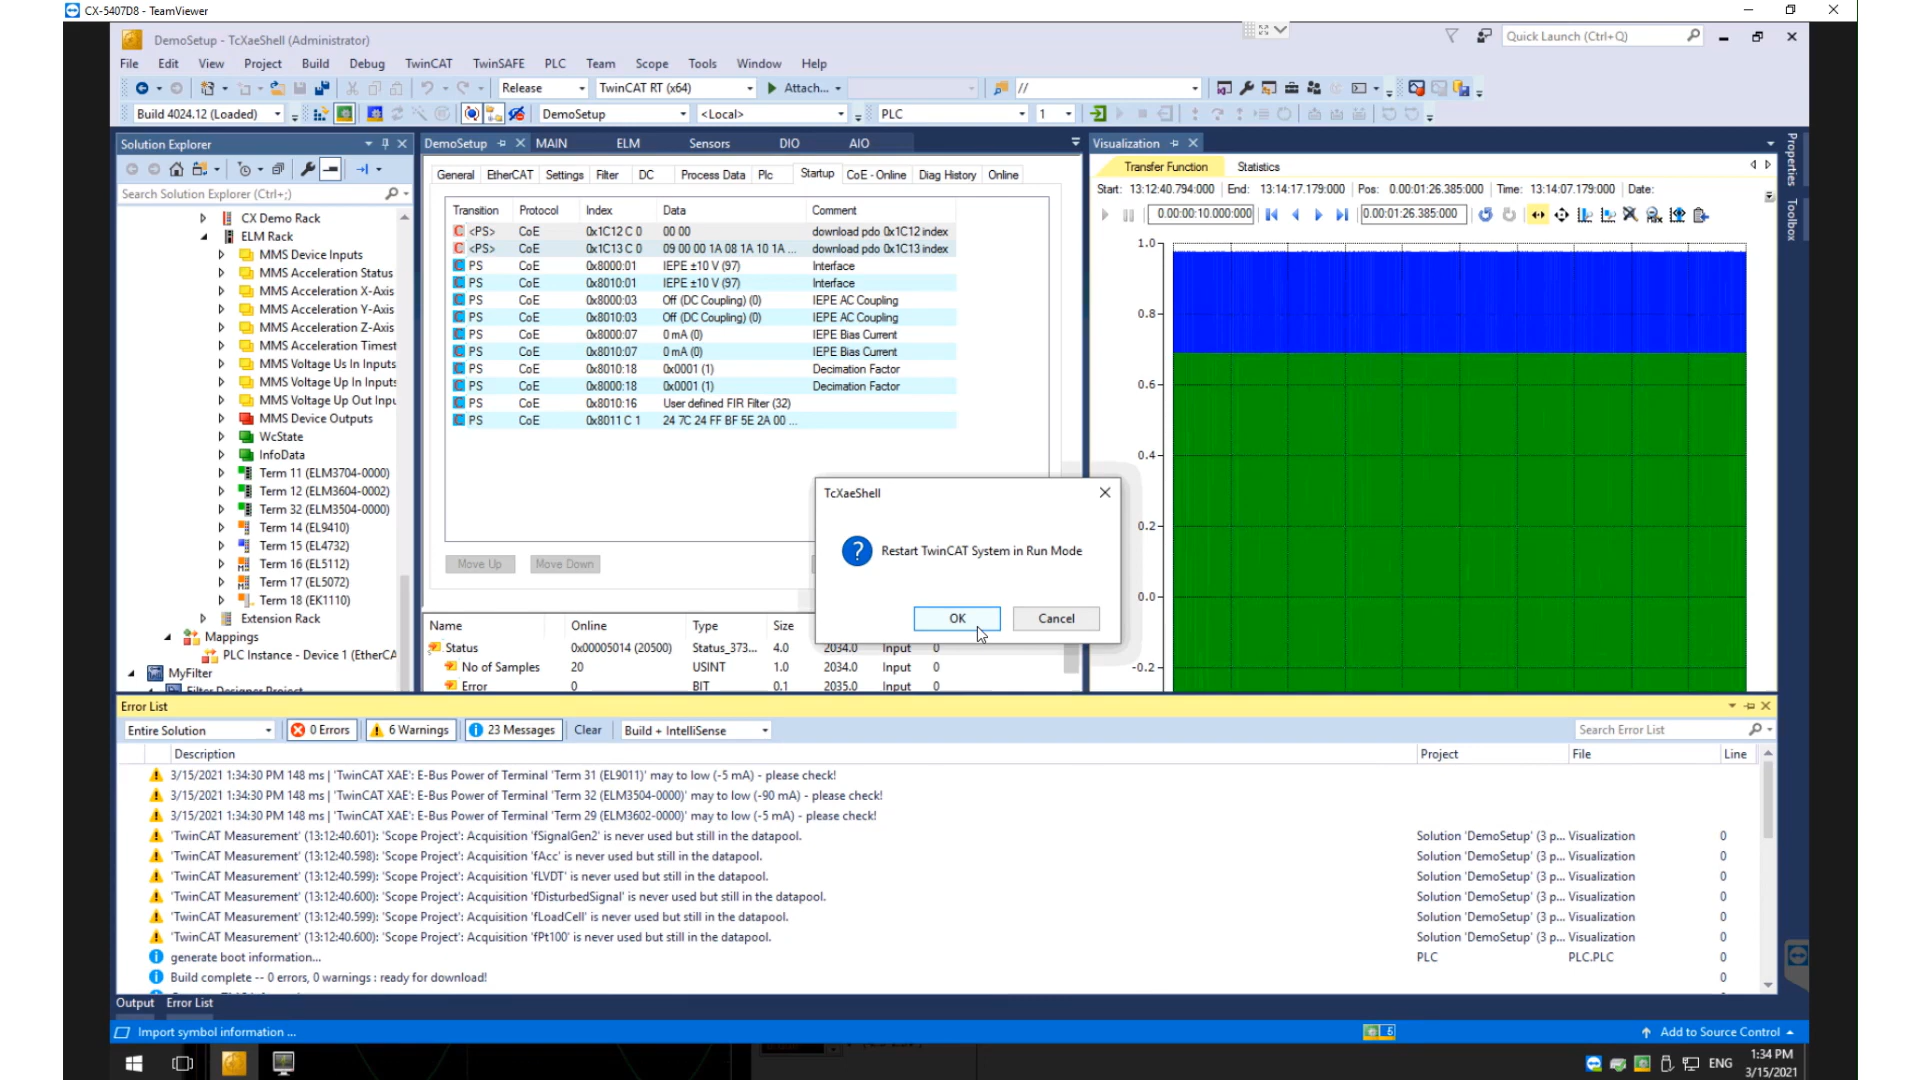 CX-5407D8 - TeamViewer
DemoSetup - TcXaeShell (Administrator)
Quick Launch (Ctrl+Q)
File Edit View Project Build Debug TwinCAT TwinSAFE PLC Team Scope Tools Window Help
Release TwinCAT RT (x64) Attach... //
Build 4024.12 (Loaded) DemoSetup <Local> PLC 1
Solution Explorer
Search Solution Explorer (Ctrl+;)
CX Demo Rack
ELM Rack
MMS Device Inputs
MMS Acceleration Status
MMS Acceleration X-Axis
MMS Acceleration Y-Axis
MMS Acceleration Z-Axis
MMS Acceleration Timest
MMS Voltage Us In Inputs
MMS Voltage Up In Inputs
MMS Voltage Up Out Inpu
MMS Device Outputs
WcState
InfoData
Term 11 (ELM3704-0000)
Term 12 (ELM3604-0002)
Term 32 (ELM3504-0000)
Term 14 (EL9410)
Term 15 (EL4732)
Term 16 (EL5112)
Term 17 (EL5072)
Term 18 (EK1110)
Extension Rack
Mappings
PLC Instance - Device 1 (EtherCA
MyFilter
Filter Designer Project
DemoSetup MAIN ELM Sensors DIO AIO
General EtherCAT Settings Filter DC Process Data Plc Startup CoE - Online Diag History Online
Transition Protocol Index Data Comment
C <PS> CoE 0x1C12 C 0 00 00 download pdo 0x1C12 index
C <PS> CoE 0x1C13 C 0 09 00 00 1A 08 1A 10 1A ... download pdo 0x1C13 index
C PS CoE 0x8000:01 IEPE ±10 V (97) Interface
C PS CoE 0x8010:01 IEPE ±10 V (97) Interface
C PS CoE 0x8000:03 Off (DC Coupling) (0) IEPE AC Coupling
C PS CoE 0x8010:03 Off (DC Coupling) (0) IEPE AC Coupling
C PS CoE 0x8000:07 0 mA (0) IEPE Bias Current
C PS CoE 0x8010:07 0 mA (0) IEPE Bias Current
C PS CoE 0x8010:18 0x0001 (1) Decimation Factor
C PS CoE 0x8000:18 0x0001 (1) Decimation Factor
C PS CoE 0x8010:16 User defined FIR Filter (32)
C PS CoE 0x8011 C 1 24 7C 24 FF BF 5E 2A 00 ...
Move Up Move Down
TcXaeShell
Restart TwinCAT System in Run Mode
OK Cancel
Name Online Type Size
Status 0x00005014 (20500) Status_373... 4.0 2034.0 Input 0
No of Samples 20 USINT 1.0 2034.0 Input 0
Error 0 BIT 0.1 2035.0 Input 0
Visualization
Transfer Function Statistics
Start: 13:12:40.794:000 End: 13:14:17.179:000 Pos: 0.00:01:26.385:000 Time: 13:14:07.179:000 Date:
0.00:00:10.000:000 0.00:01:26.385:000
1.0
0.8
0.6
0.4
0.2
0.0
-0.2
Properties
Toolbox
Error List
Entire Solution 0 Errors 6 Warnings 23 Messages Clear Build + IntelliSense Search Error List
Description Project File Line
3/15/2021 1:34:30 PM 148 ms | 'TwinCAT XAE': E-Bus Power of Terminal 'Term 31 (EL9011)' may to low (-5 mA) - please check!
3/15/2021 1:34:30 PM 148 ms | 'TwinCAT XAE': E-Bus Power of Terminal 'Term 32 (ELM3504-0000)' may to low (-90 mA) - please check!
3/15/2021 1:34:30 PM 148 ms | 'TwinCAT XAE': E-Bus Power of Terminal 'Term 29 (ELM3602-0000)' may to low (-5 mA) - please check!
'TwinCAT Measurement' (13:12:40.601): 'Scope Project': Acquisition 'fSignalGen2' is never used but still in the datapool. Solution 'DemoSetup' (3 p... Visualization 0
'TwinCAT Measurement' (13:12:40.598): 'Scope Project': Acquisition 'fAcc' is never used but still in the datapool. Solution 'DemoSetup' (3 p... Visualization 0
'TwinCAT Measurement' (13:12:40.599): 'Scope Project': Acquisition 'fLVDT' is never used but still in the datapool. Solution 'DemoSetup' (3 p... Visualization 0
'TwinCAT Measurement' (13:12:40.600): 'Scope Project': Acquisition 'fDisturbedSignal' is never used but still in the datapool. Solution 'DemoSetup' (3 p... Visualization 0
'TwinCAT Measurement' (13:12:40.599): 'Scope Project': Acquisition 'fLoadCell' is never used but still in the datapool. Solution 'DemoSetup' (3 p... Visualization 0
'TwinCAT Measurement' (13:12:40.600): 'Scope Project': Acquisition 'fPt100' is never used but still in the datapool. Solution 'DemoSetup' (3 p... Visualization 0
generate boot information... PLC PLC.PLC 0
Build complete -- 0 errors, 0 warnings : ready for download! 0
Output Error List
Import symbol information ... 5 Add to Source Control
ENG 1:34 PM
3/15/2021